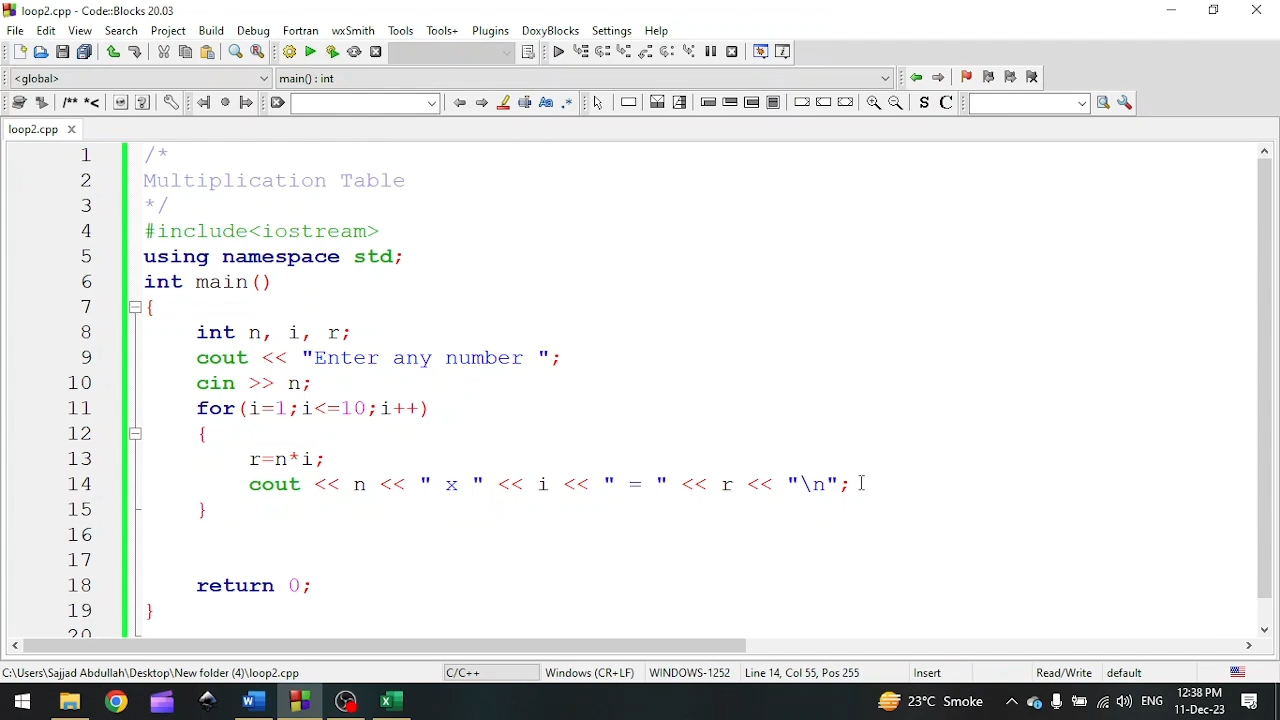 loop2.cpp - Code::Blocks 20.03
File Edit View Search Project Build Debug Fortran wxSmith Tools Tools+ Plugins DoxyBlocks Settings Help
<global> main() : int
/** *< S C
loop2.cpp
1 /*
2 Multiplication Table
3 */
4 #include<iostream>
5 using namespace std;
6 int main()
7 {
8 int n, i, r;
9 cout << "Enter any number ";
10 cin >> n;
11 for(i=1;i<=10;i++)
12 {
13 r=n*i;
14 cout << n << " x " << i << " = " << r << "\n";
15 }
16
17
18 return 0;
19 }
20
C:\Users\Sajjad Abdullah\Desktop\New folder (4)\loop2.cpp C/C++ Windows (CR+LF) WINDOWS-1252 Line 14, Col 55, Pos 255 Insert Read/Write default
23°C Smoke ENG 12:38 PM
11-Dec-23